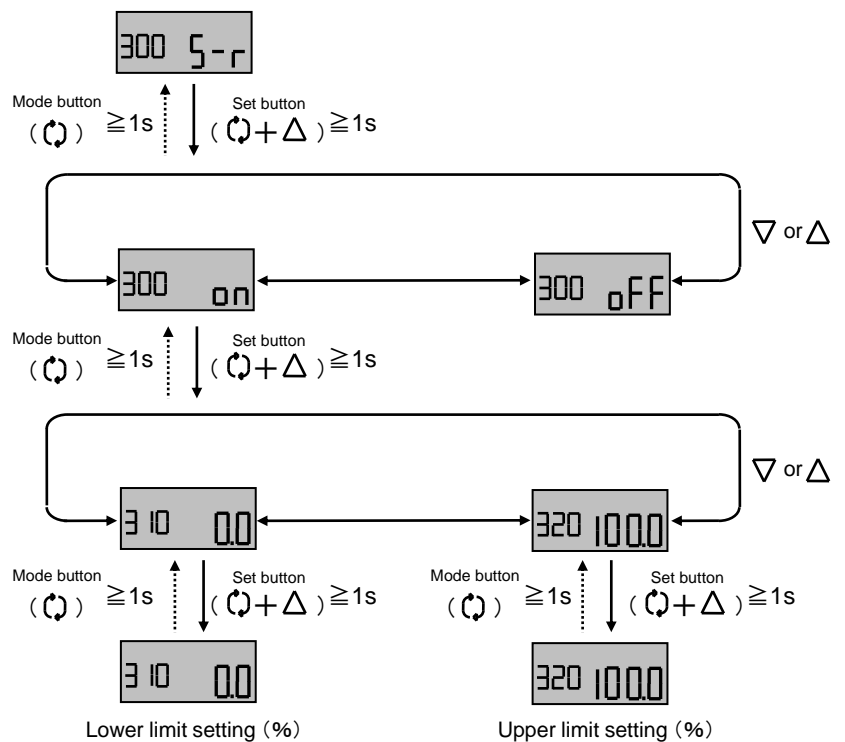 300 5-r
Mode button
(  ) ≧1s
Set button
(  + △ ) ≧1s
▽ or △
300 on
300 oFF
Mode button
(  ) ≧1s
Set button
(  + △ ) ≧1s
▽ or △
310 0.0
320 100.0
Mode button
(  ) ≧1s
Set button
(  + △ ) ≧1s
Mode button
(  ) ≧1s
Set button
(  + △ ) ≧1s
310 0.0
320 100.0
Lower limit setting (%)
Upper limit setting (%)